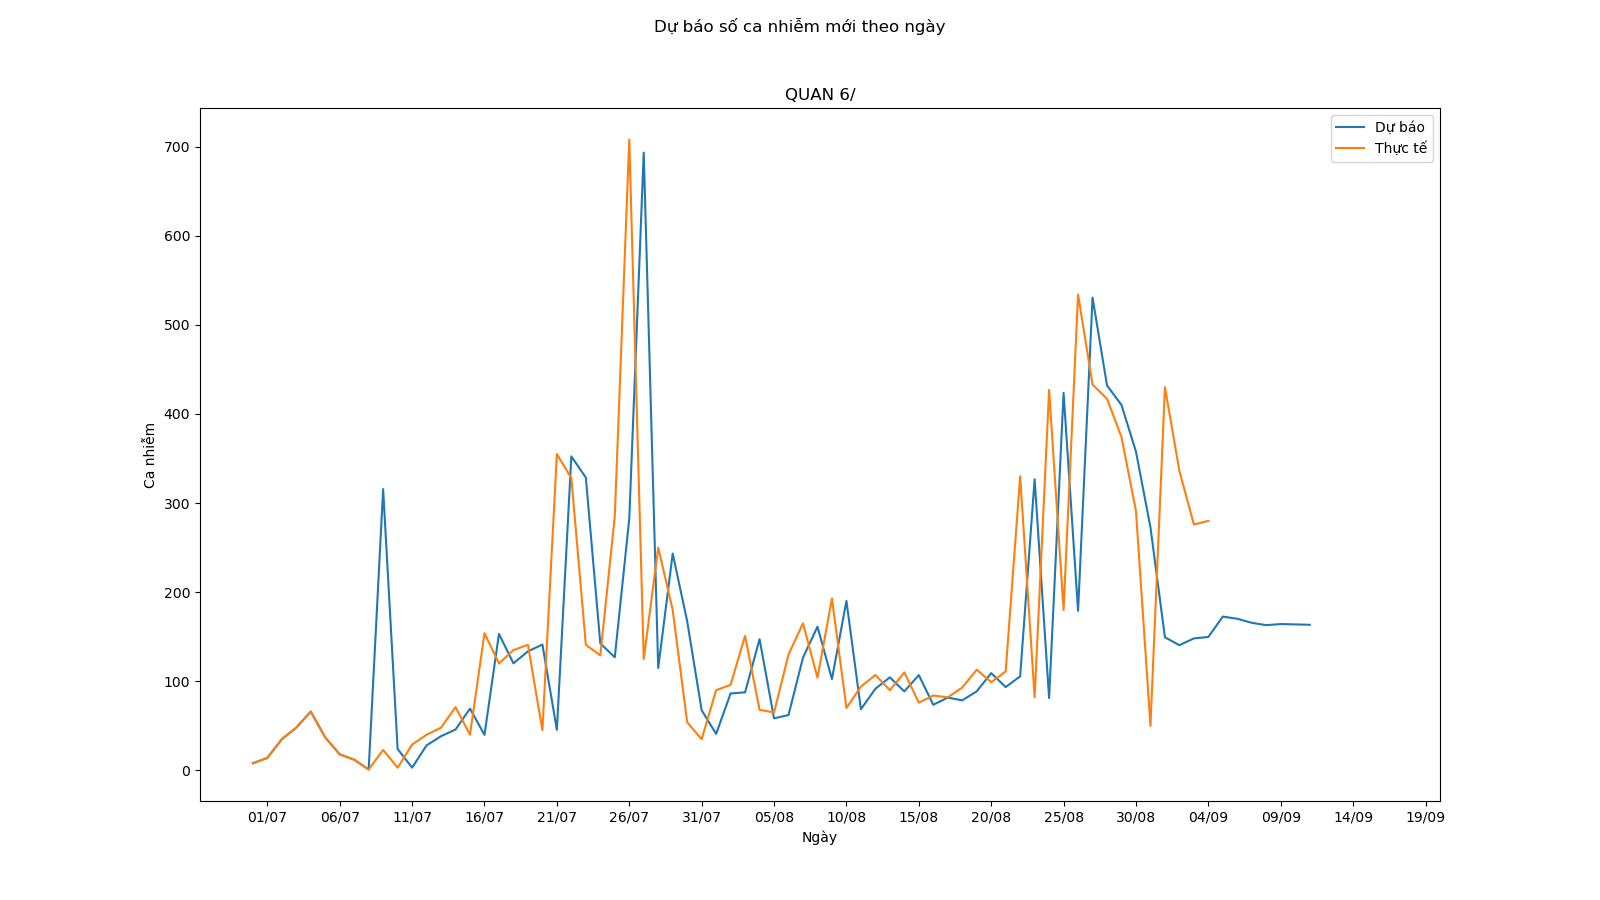 Dự báo số ca nhiễm mới theo ngày
QUAN 6/
Dự báo
Thực tế
700
600
500
400
300
200
100
0
Ca nhiễm
01/07 06/07 11/07 16/07 21/07 26/07 31/07 05/08 10/08 15/08 20/08 25/08 30/08 04/09 09/09 14/09 19/09
Ngày